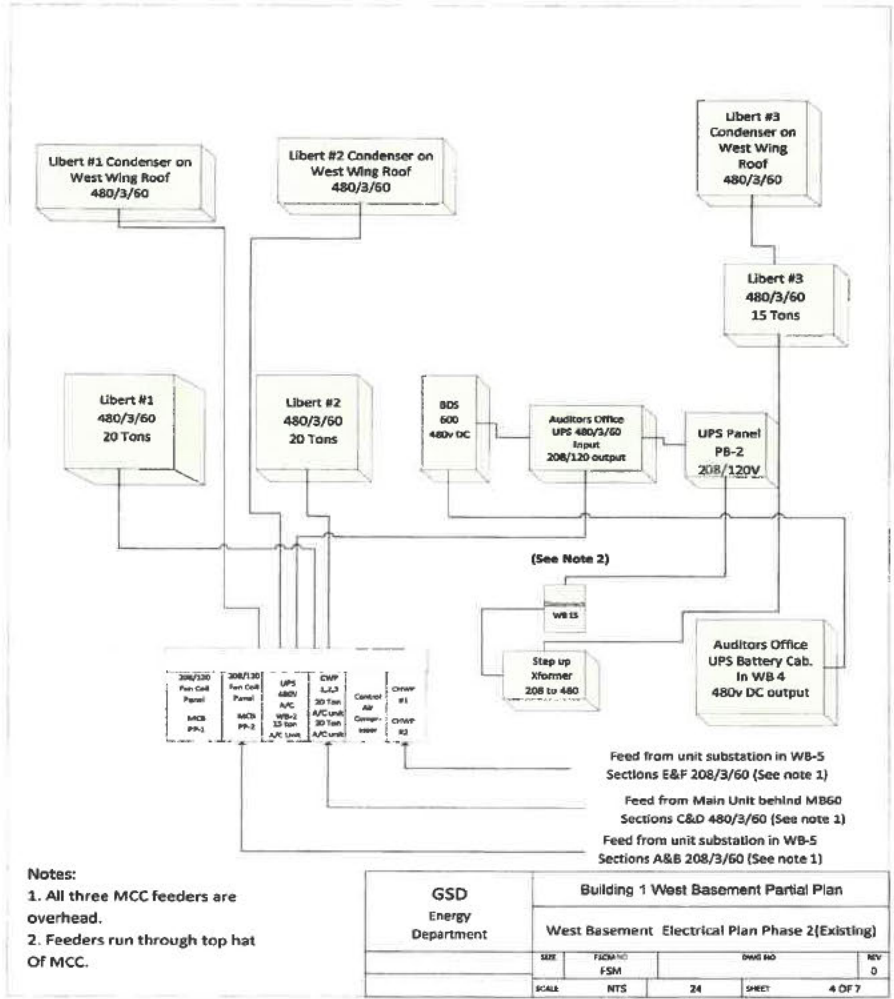 Libert #3
Condenser on
West Wing
Roof
480/3/60
Libert #1 Condenser on
West Wing Roof
480/3/60
Libert #2 Condenser on
West Wing Roof
480/3/60
Libert #3
480/3/60
15 Tons
Libert #1
480/3/60
20 Tons
Libert #2
480/3/60
20 Tons
BDS
600
480v DC
Auditors Office
UPS 480/3/60
Input
208/120 output
UPS Panel
PB-2
208/120V
(See Note 2)
WB 15
Step up
Xformer
208 to 480
Auditors Office
UPS Battery Cab.
In WB 4
480v DC output
208/120
Fan Coil
Panel
MCB
PP-1
208/120
Fan Coil
Panel
MCB
PP-2
UPS
480V
A/C
WB-2
15 ton
A/C Unit
CWP
1,2,3
20 Ton
A/C unit
20 Ton
A/C unit
Control
Air
Compr-
essor
CHWP
#1
CHWP
#2
Feed from unit substation in WB-5
Sections E&F 208/3/60 (See note 1)
Feed from Main Unit behind MB60
Sections C&D 480/3/60 (See note 1)
Feed from unit substation in WB-5
Sections A&B 208/3/60 (See note 1)
Notes:
1. All three MCC feeders are
overhead.
2. Feeders run through top hat
Of MCC.
GSD
Energy
Department
Building 1 West Basement Partial Plan
West Basement Electrical Plan Phase 2(Existing)
SIZE
FSCM NO
DWG NO
REV
FSM
0
SCALE
NTS
24
SHEET
4 OF 7